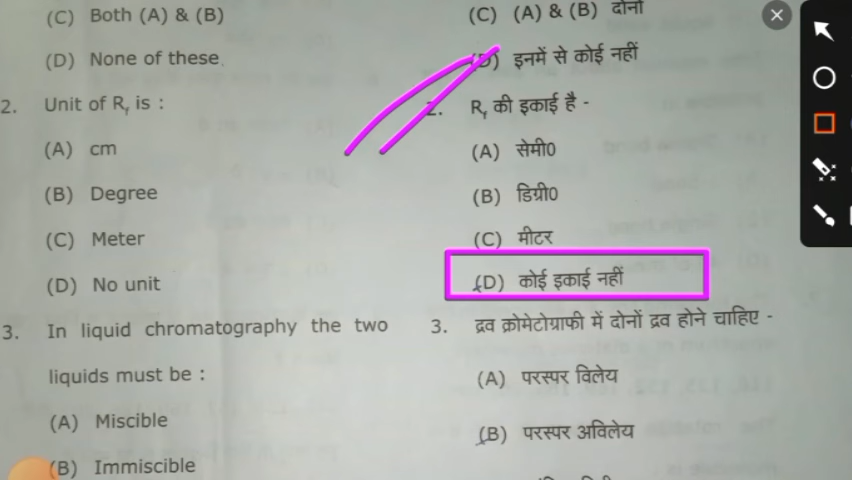 (C) Both (A) & (B)
(D) None of these
2. Unit of Rf is :
(A) cm
(B) Degree
(C) Meter
(D) No unit
3. In liquid chromatography the two
liquids must be :
(A) Miscible
(B) Immiscible
(C) (A) & (B) दोनों
(D) इनमें से कोई नहीं
2. Rf की इकाई है -
(A) सेमी0
(B) डिग्री0
(C) मीटर
(D) कोई इकाई नहीं
3. द्रव क्रोमेटोग्राफी में दोनों द्रव होने चाहिए -
(A) परस्पर विलेय
(B) परस्पर अविलेय